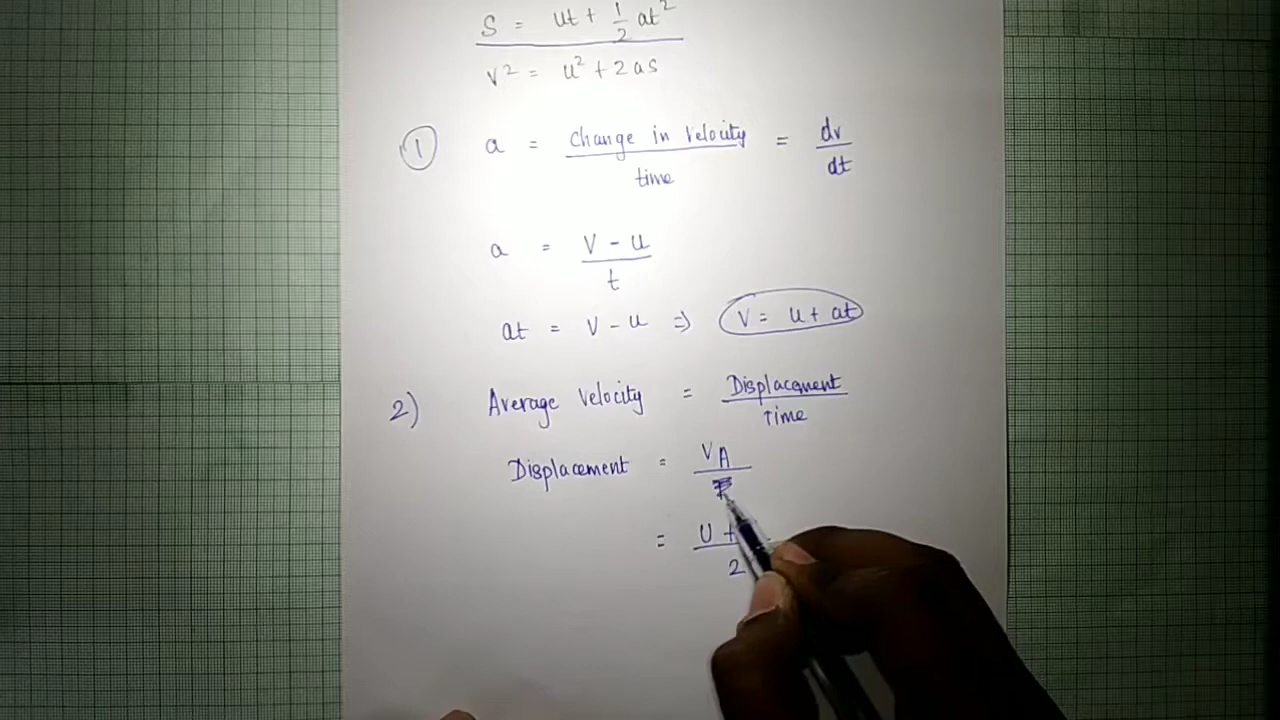 S = ut + 1/2 at²
v² = u² + 2as
1 a = Change in velocity / time = dv / dt
a = V - u / t
at = V - u => V = u + at
2) Average velocity = Displacement / Time
Displacement = VA /
= U + / 2